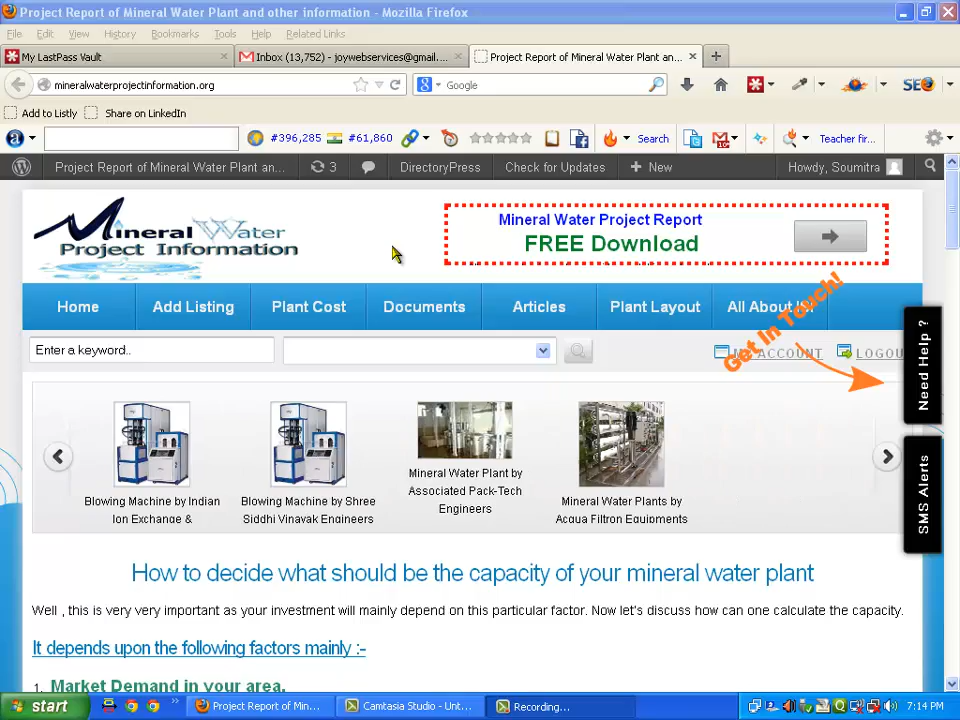 Project Report of Mineral Water Plant and other information - Mozilla Firefox
File Edit View History Bookmarks Tools Help Related Links
My LastPass Vault × Inbox (13,752) - joywebservices@gmail.... × Project Report of Mineral Water Plant an... × +
mineralwaterprojectinformation.org Google SEO
Add to Listly Share on LinkedIn
#396,285 #61,860 Search Teacher fir...
Project Report of Mineral Water Plant an... 3 DirectoryPress Check for Updates + New Howdy, Soumitra
Mineral Water
Project Information
Mineral Water Project Report
FREE Download
Get In Touch!
Home Add Listing Plant Cost Documents Articles Plant Layout All About
Enter a keyword.. MY ACCOUNT LOGOU
Need Help ?
SMS Alerts
Blowing Machine by Indian
Ion Exchange &
Blowing Machine by Shree
Siddhi Vinayak Engineers
Mineral Water Plant by
Associated Pack-Tech
Engineers
Mineral Water Plants by
Acqua Filtron Equipments
How to decide what should be the capacity of your mineral water plant
Well , this is very very important as your investment will mainly depend on this particular factor. Now let's discuss how can one calculate the capacity.
It depends upon the following factors mainly :-
1. Market Demand in your area.
start Project Report of Min... Camtasia Studio - Unt... Recording... 7:14 PM